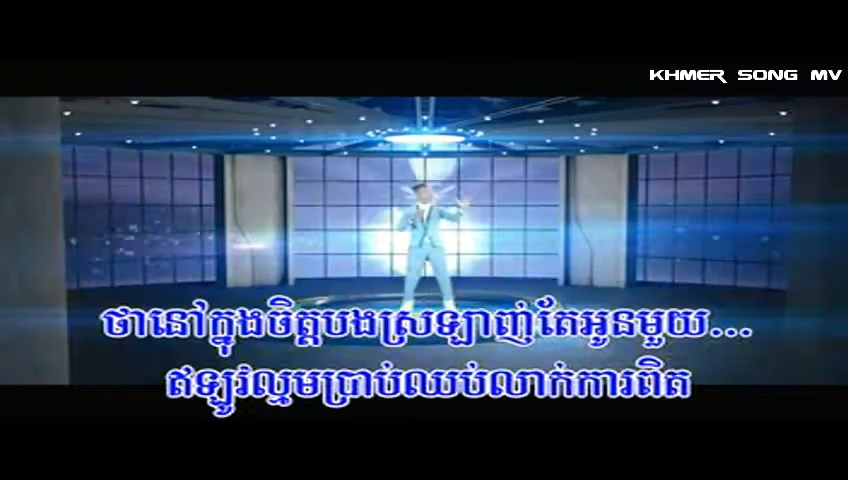 KHMER SONG MV
ថានៅក្នុងចិត្តបងស្រឡាញ់តែអូនមួយ...
ឥឡូវល្មមប្រាប់ឈប់លាក់ការពិត